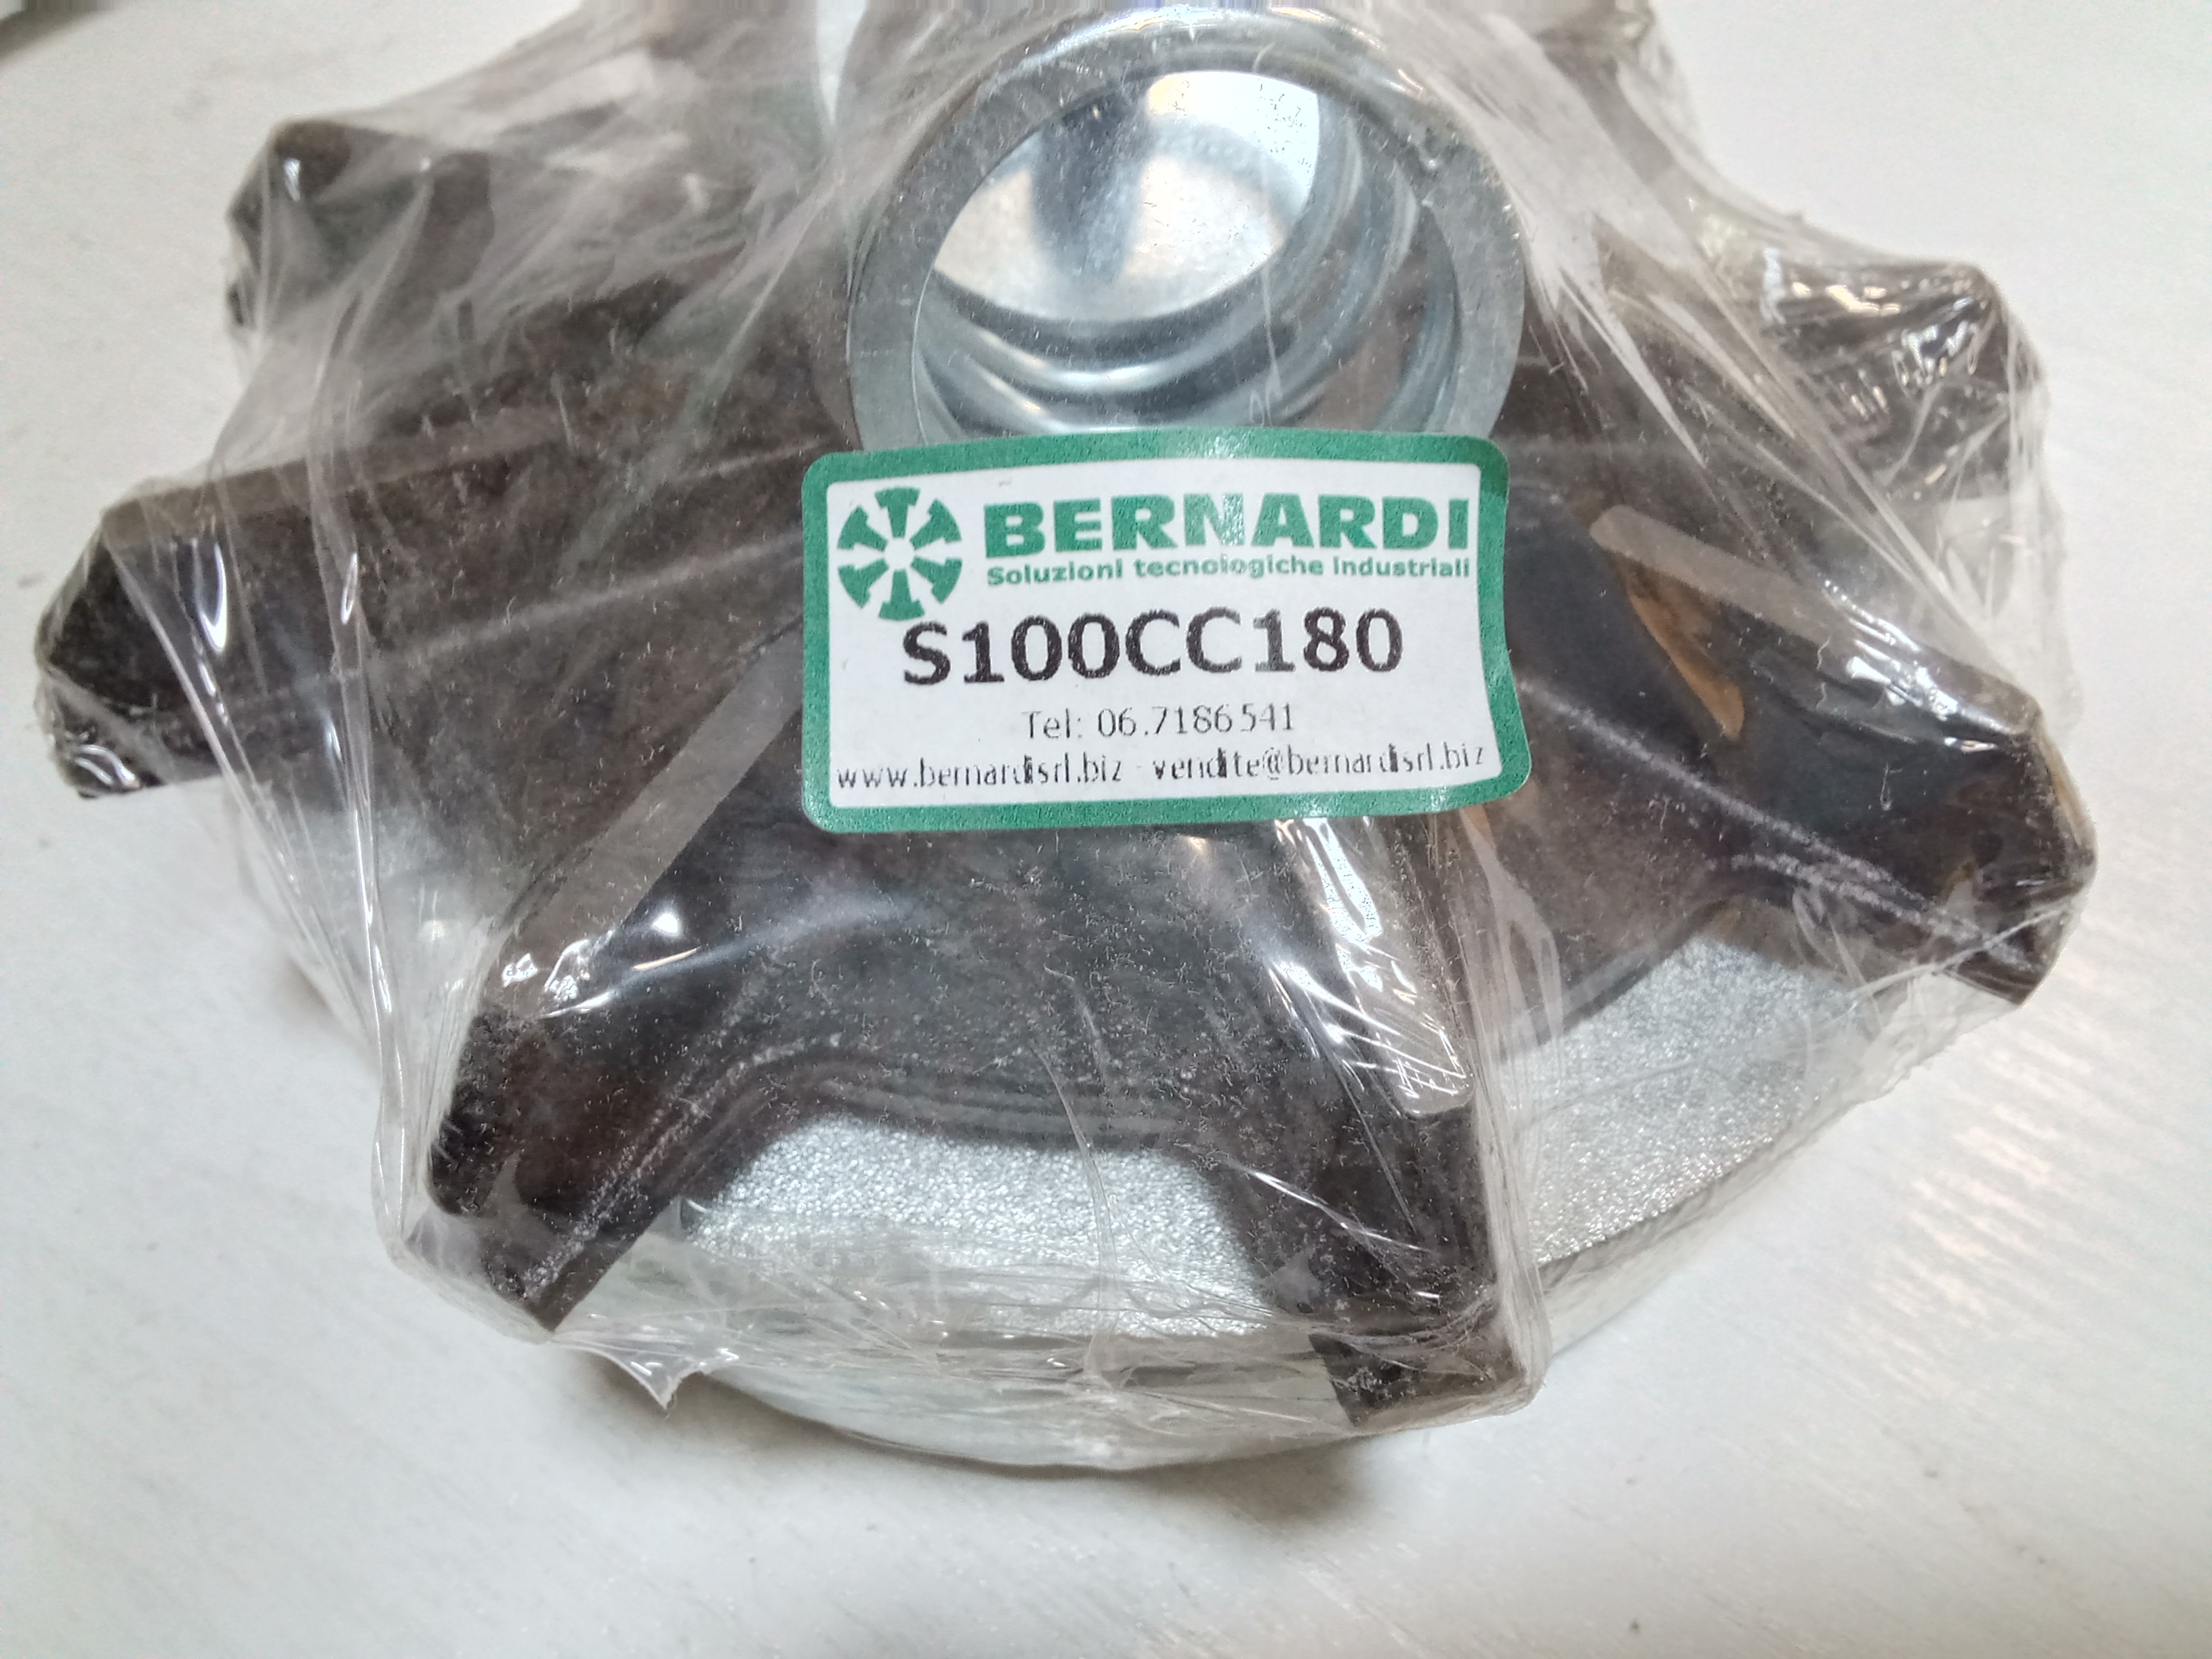 BERNARDI
Soluzioni tecnologiche industriali
S100CC180
Tel: 06.7186541
www.bernardisrl.biz - vendite@bernardisrl.biz